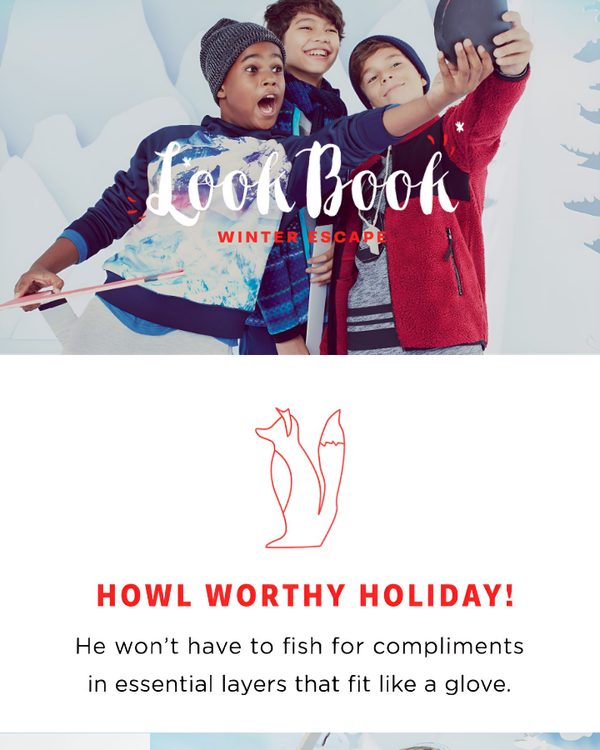 Look Book
WINTER ESCAPE
HOWL WORTHY HOLIDAY!
He won’t have to fish for compliments
in essential layers that fit like a glove.